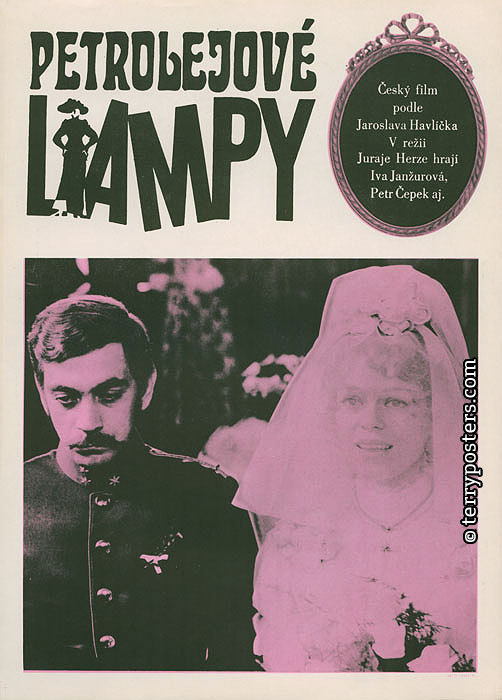 PETROLEJOVÉ
LAMPY
Český film
podle
Jaroslava Havlíčka
V režii
Juraje Herze hrají
Iva Janžurová,
Petr Čepek aj.
© terryposters.com